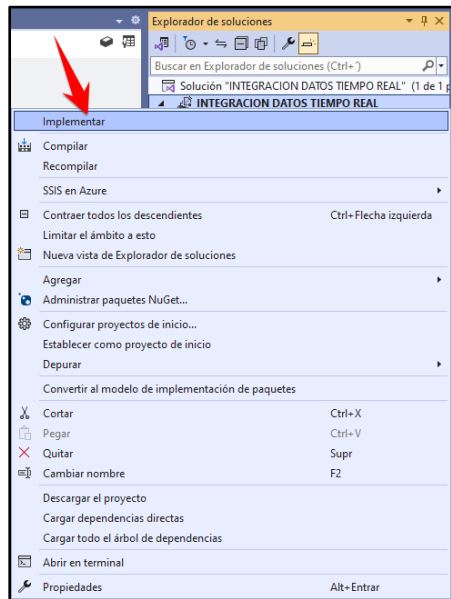 Explorador de soluciones
Buscar en Explorador de soluciones (Ctrl+´)
Solución "INTEGRACION DATOS TIEMPO REAL" (1 de 1 p
INTEGRACION DATOS TIEMPO REAL
Implementar
Compilar
Recompilar
SSIS en Azure
Contraer todos los descendientes Ctrl+Flecha izquierda
Limitar el ámbito a esto
Nueva vista de Explorador de soluciones
Agregar
Administrar paquetes NuGet...
Configurar proyectos de inicio...
Establecer como proyecto de inicio
Depurar
Convertir al modelo de implementación de paquetes
Cortar Ctrl+X
Pegar Ctrl+V
Quitar Supr
Cambiar nombre F2
Descargar el proyecto
Cargar dependencias directas
Cargar todo el árbol de dependencias
Abrir en terminal
Propiedades Alt+Entrar